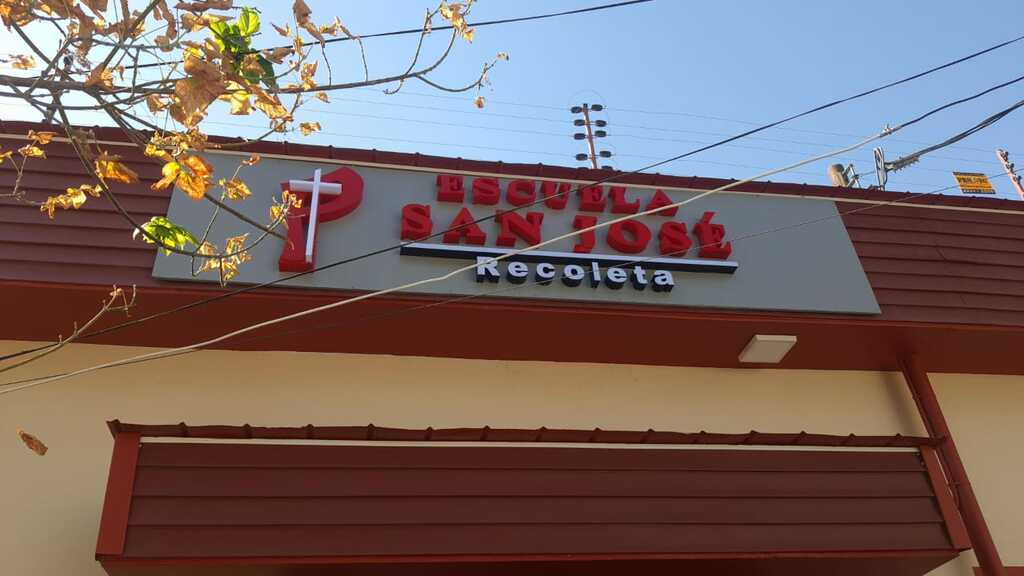 ESCUELA
SAN JOSÉ
Recoleta